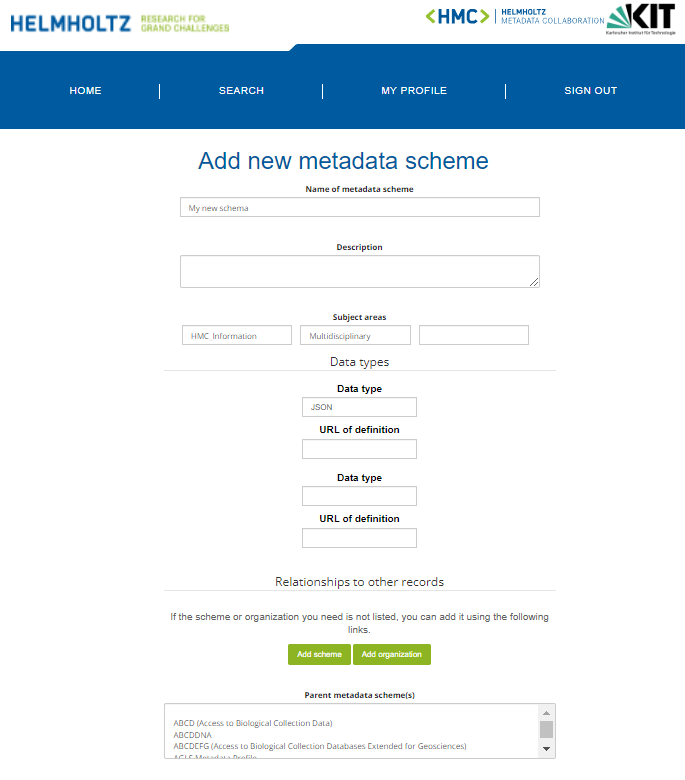 HELMHOLTZ RESEARCH FOR GRAND CHALLENGES
<HMC> HELMHOLTZ METADATA COLLABORATION
KIT
Karlsruher Institut für Technologie
HOME SEARCH MY PROFILE SIGN OUT
Add new metadata scheme
Name of metadata scheme
My new schema
Description
Subject areas
HMC Information Multidisciplinary
Data types
Data type
JSON
URL of definition
Data type
URL of definition
Relationships to other records
If the scheme or organization you need is not listed, you can add it using the following
links.
Add scheme Add organization
Parent metadata scheme(s)
ABCD (Access to Biological Collection Data)
ABCDDNA
ABCDEFG (Access to Biological Collection Databases Extended for Geosciences)
AGLS Metadata Profile